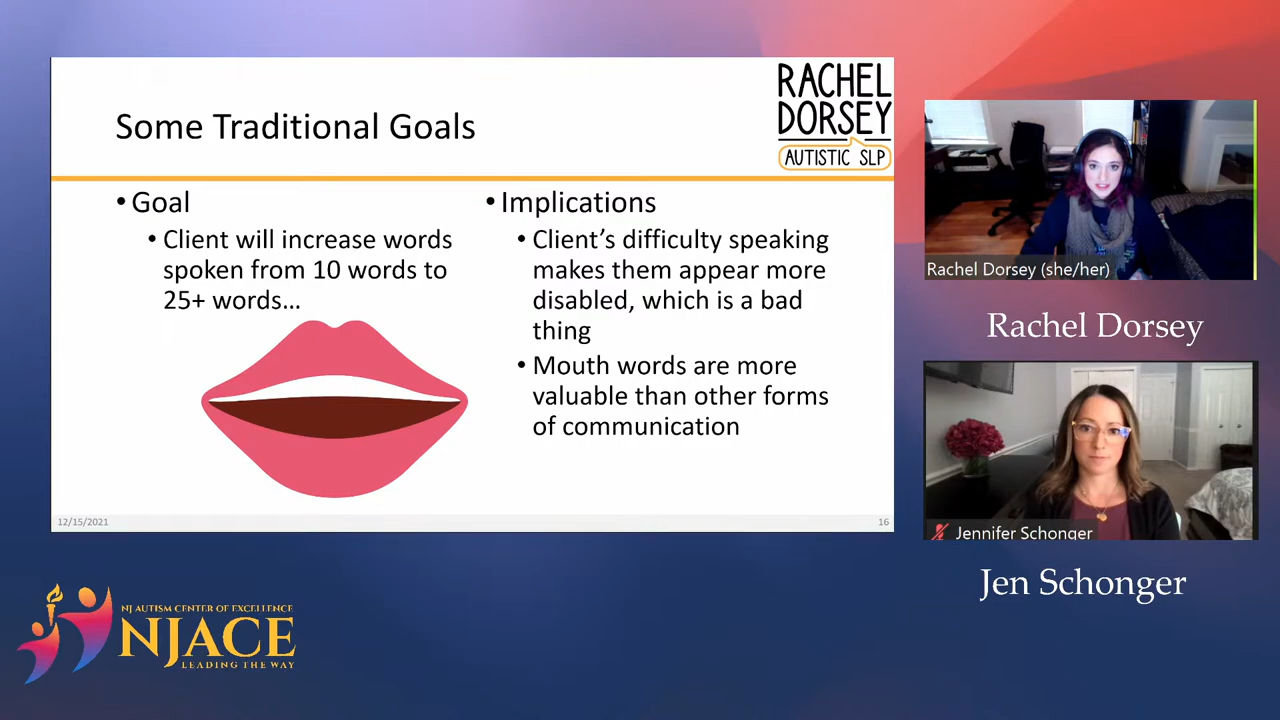 Some Traditional Goals
RACHEL
DORSEY
AUTISTIC SLP
• Goal
• Client will increase words
spoken from 10 words to
25+ words...
• Implications
• Client's difficulty speaking
makes them appear more
disabled, which is a bad
thing
• Mouth words are more
valuable than other forms
of communication
12/15/2021
16
Rachel Dorsey (she/her)
Rachel Dorsey
Jennifer Schonger
Jen Schonger
NJ AUTISM CENTER OF EXCELLENCE
NJACE
LEADING THE WAY